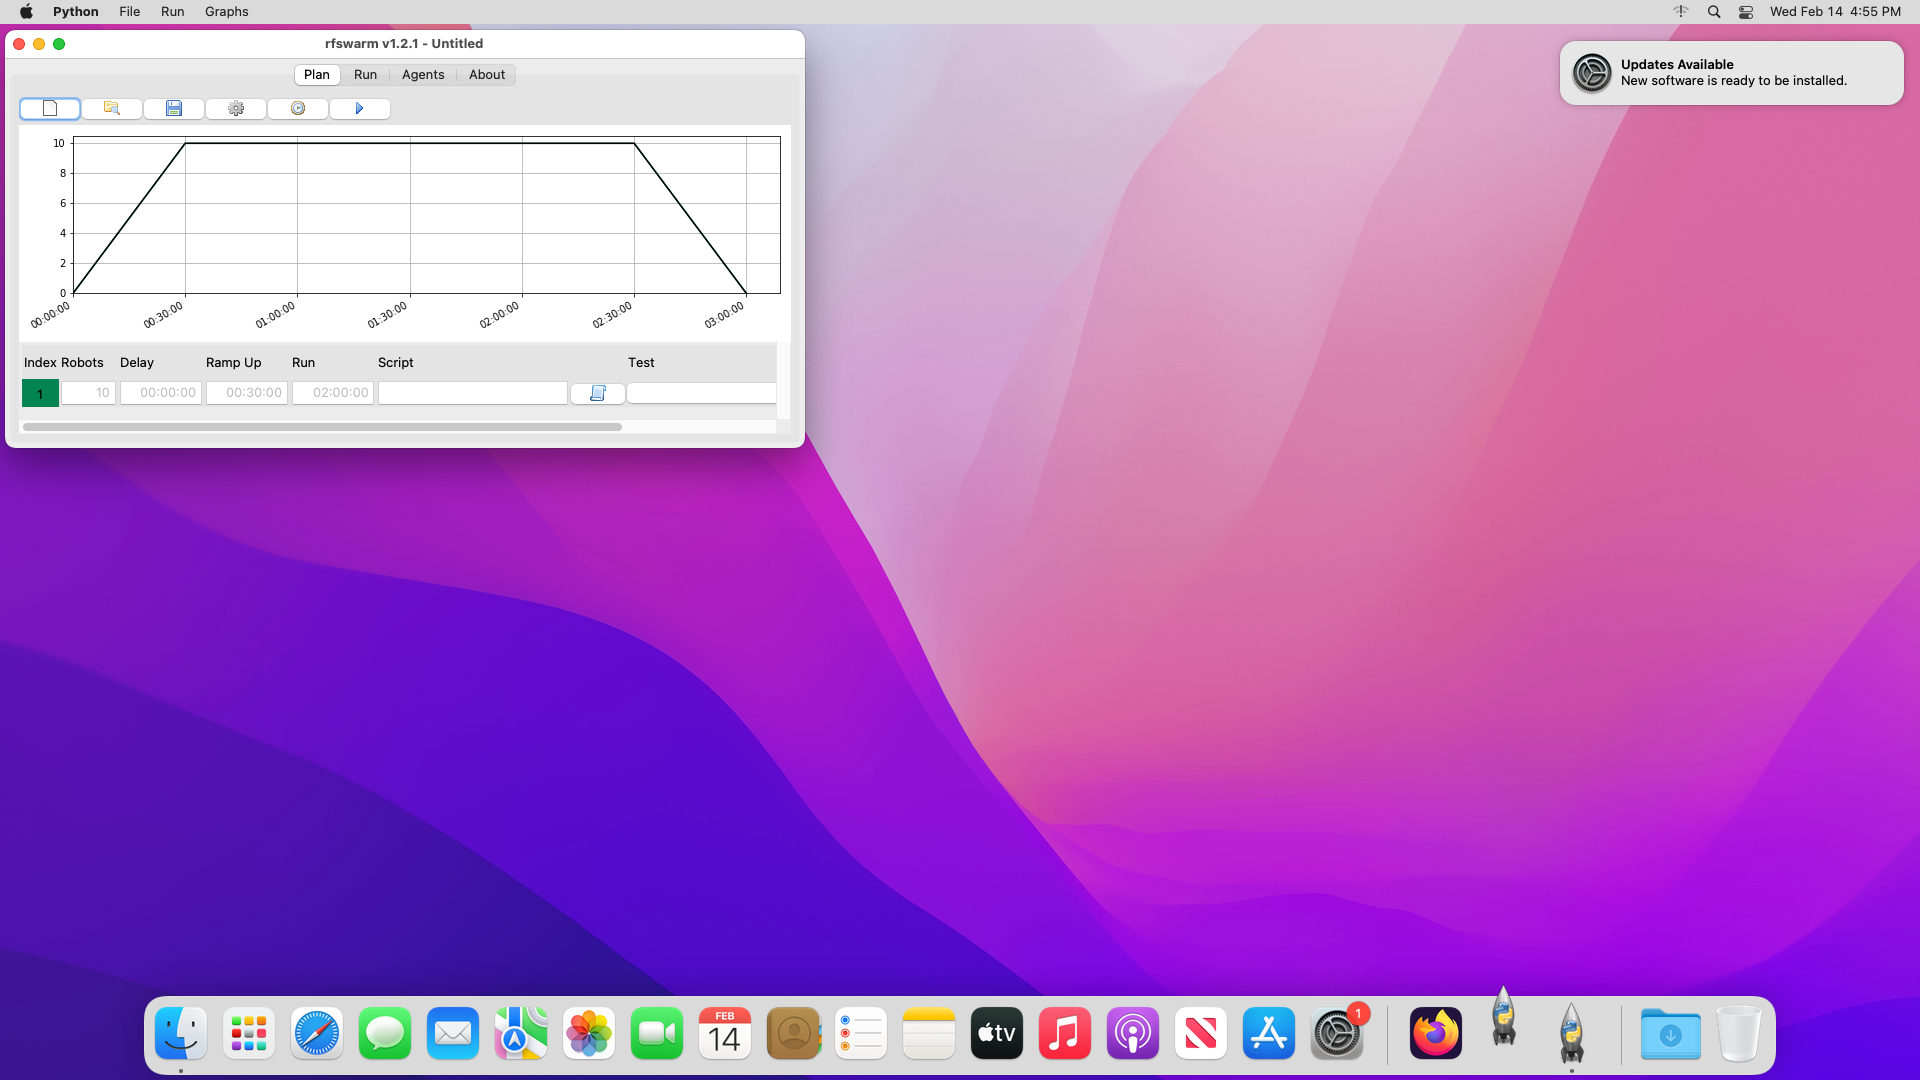 Python File Run Graphs
Wed Feb 14 4:55 PM
rfswarm v1.2.1 - Untitled
Plan Run Agents About
Updates Available
New software is ready to be installed.
10
8
6
4
2
0
00:00:00 00:30:00 01:00:00 01:30:00 02:00:00 02:30:00 03:00:00
Index Robots Delay Ramp Up Run Script Test
1 10 00:00:00 00:30:00 02:00:00
FEB
14
tv
1